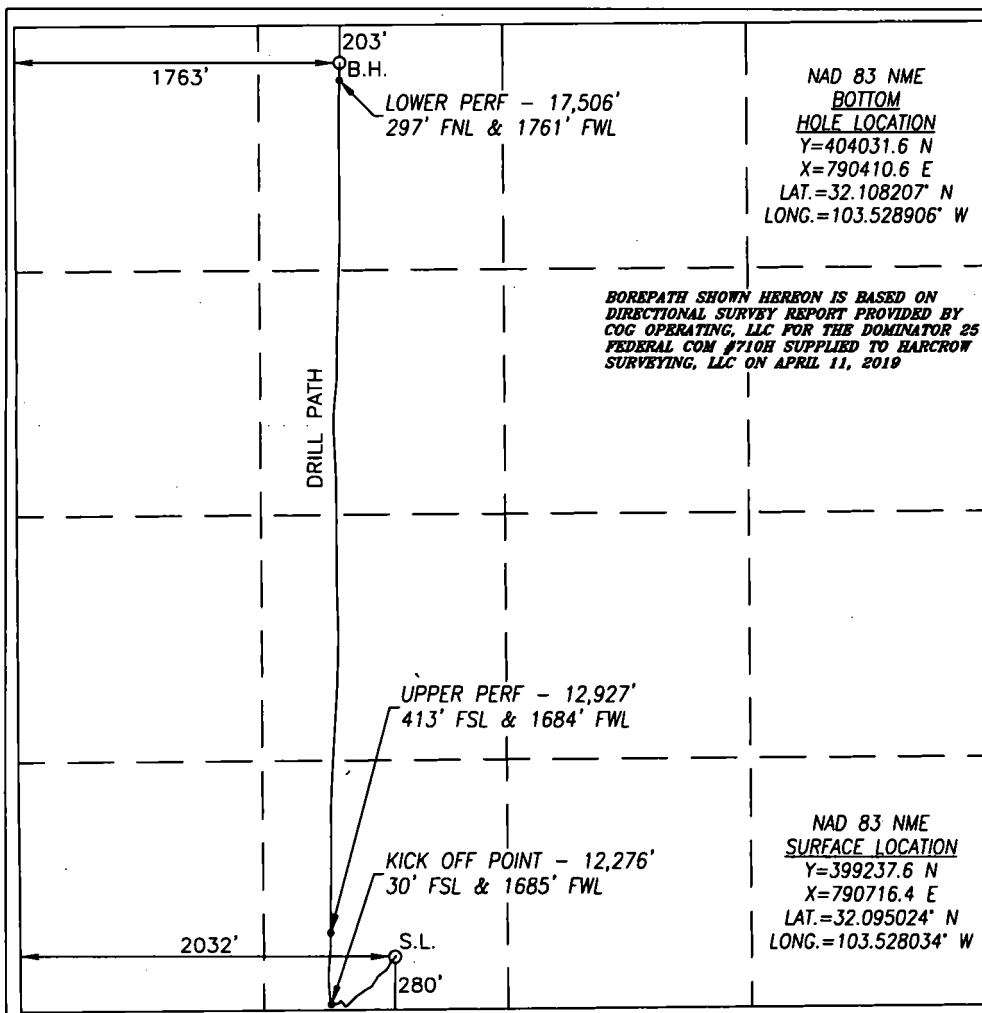 203'
1763'
B.H.
LOWER PERF - 17,506'
297' FNL & 1761' FWL
NAD 83 NME
BOTTOM
HOLE LOCATION
Y=404031.6 N
X=790410.6 E
LAT.=32.108207° N
LONG.=103.528906° W
BOREPATH SHOWN HEREON IS BASED ON
DIRECTIONAL SURVEY REPORT PROVIDED BY
COG OPERATING, LLC FOR THE DOMINATOR 25
FEDERAL COM #710H SUPPLIED TO HARCROW
SURVEYING, LLC ON APRIL 11, 2019
DRILL PATH
UPPER PERF - 12,927'
413' FSL & 1684' FWL
KICK OFF POINT - 12,276'
30' FSL & 1685' FWL
2032'
S.L.
280'
NAD 83 NME
SURFACE LOCATION
Y=399237.6 N
X=790716.4 E
LAT.=32.095024° N
LONG.=103.528034° W